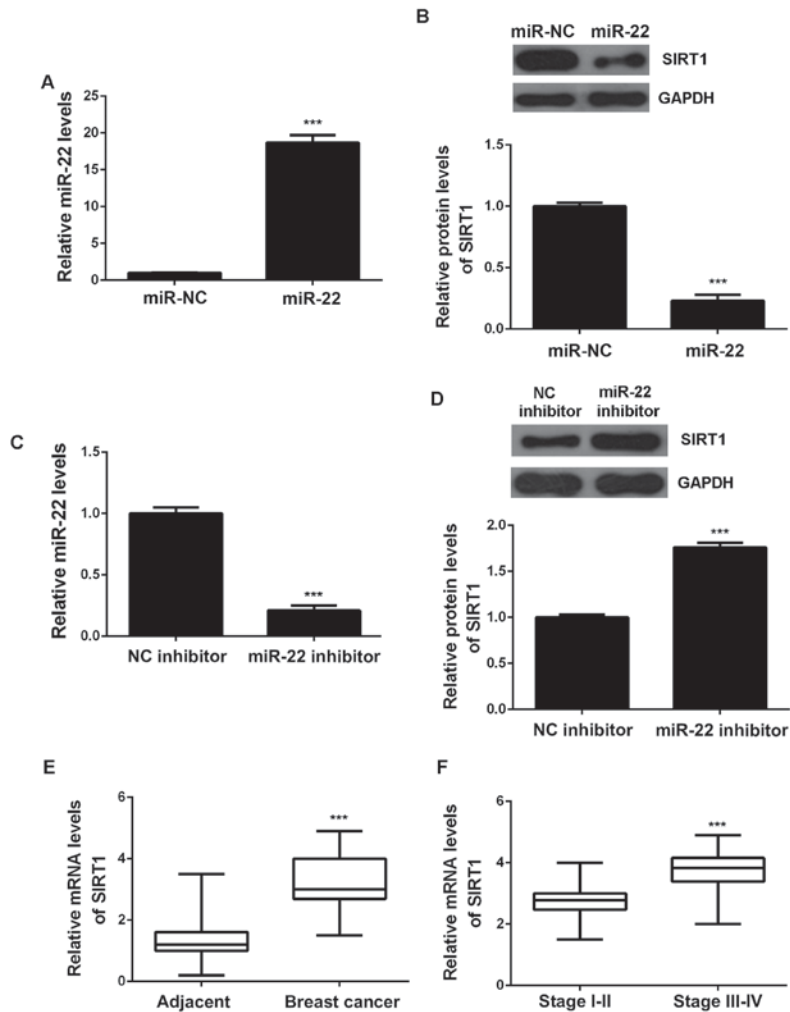 A
Relative miR-22 levels
25
20
15
10
5
0
***
miR-NC
miR-22
B
miR-NC miR-22
SIRT1
GAPDH
Relative protein levels
of SIRT1
1.5
1.0
0.5
0.0
***
miR-NC
miR-22
C
Relative miR-22 levels
1.5
1.0
0.5
0.0
***
NC inhibitor
miR-22 inhibitor
D
NC
inhibitor
miR-22
inhibitor
SIRT1
GAPDH
Relative protein levels
of SIRT1
2.0
1.5
1.0
0.5
0.0
***
NC inhibitor
miR-22 inhibitor
E
Relative mRNA levels
of SIRT1
6
4
2
0
***
Adjacent
Breast cancer
F
Relative mRNA levels
of SIRT1
6
4
2
0
***
Stage I-II
Stage III-IV